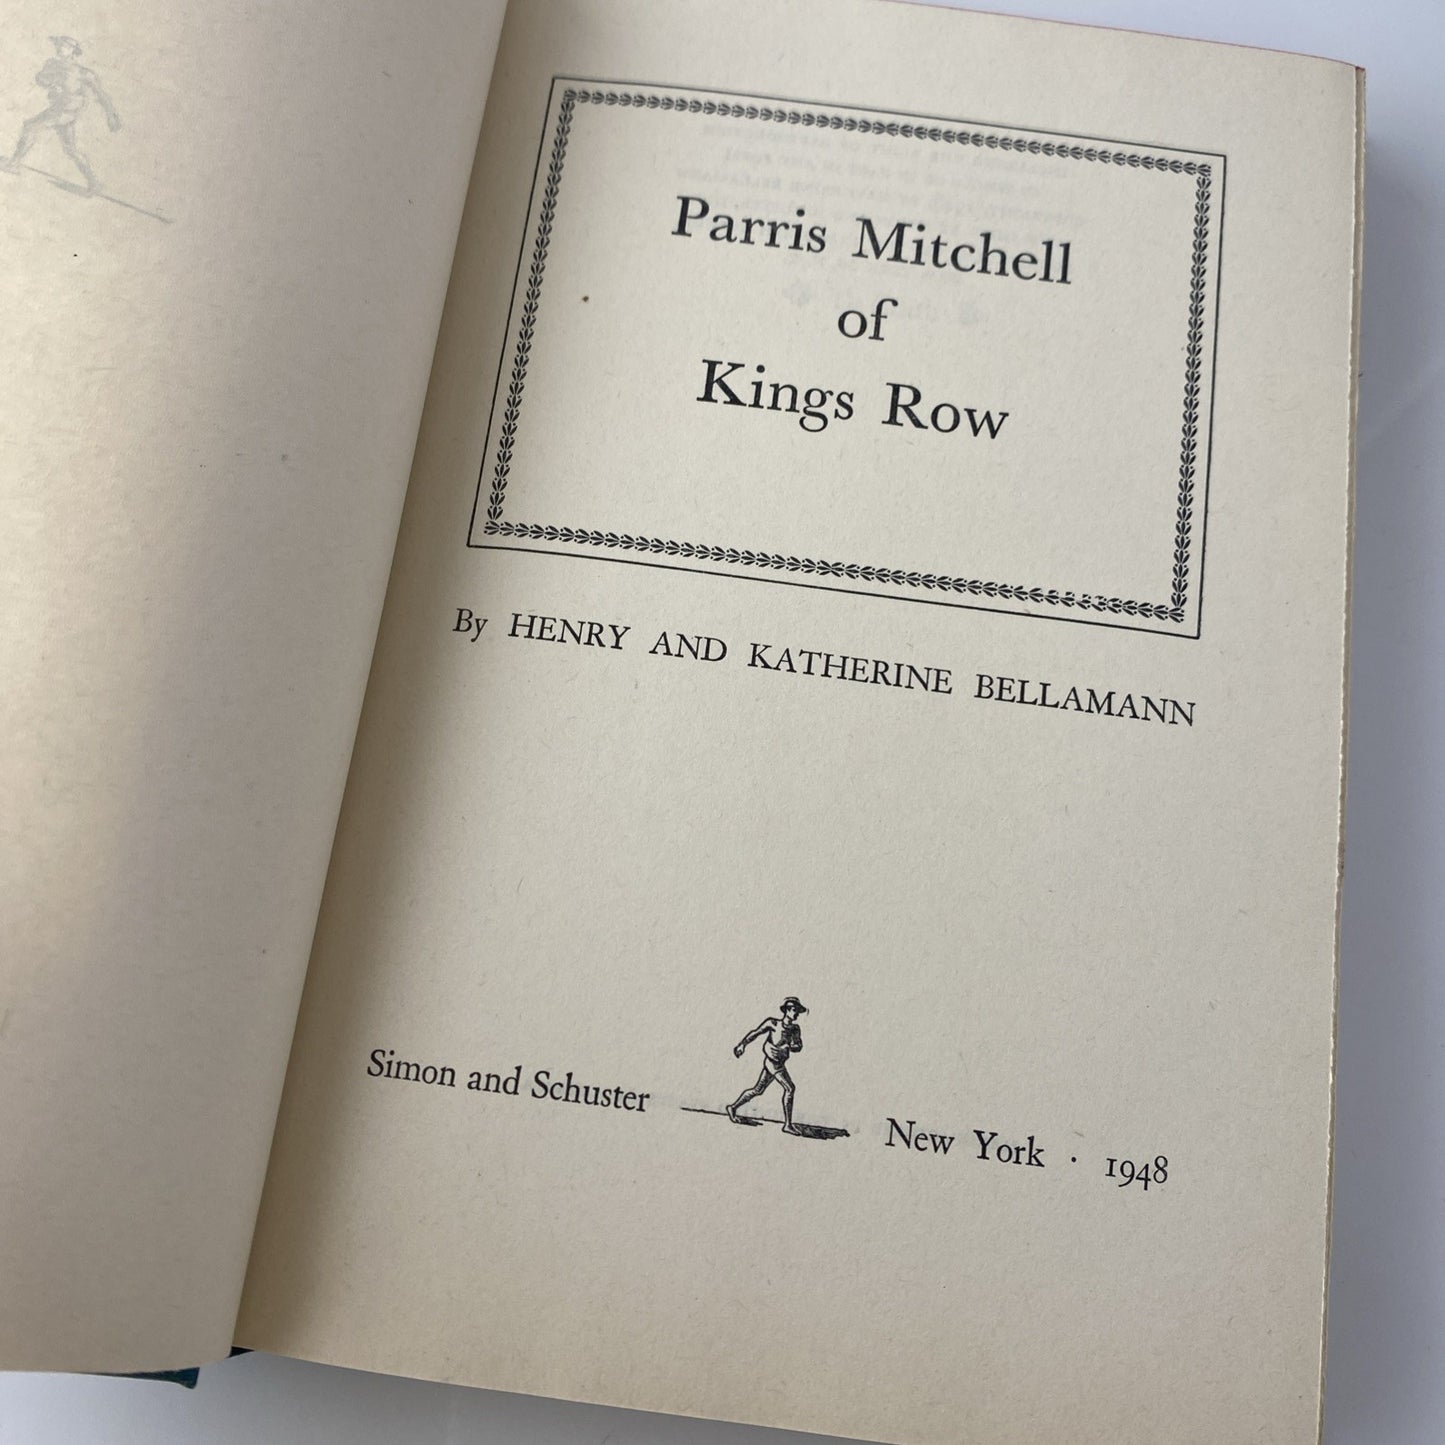 Parris Mitchell
of
Kings Row
By HENRY AND KATHERINE BELLAMANN
Simon and Schuster New York · 1948